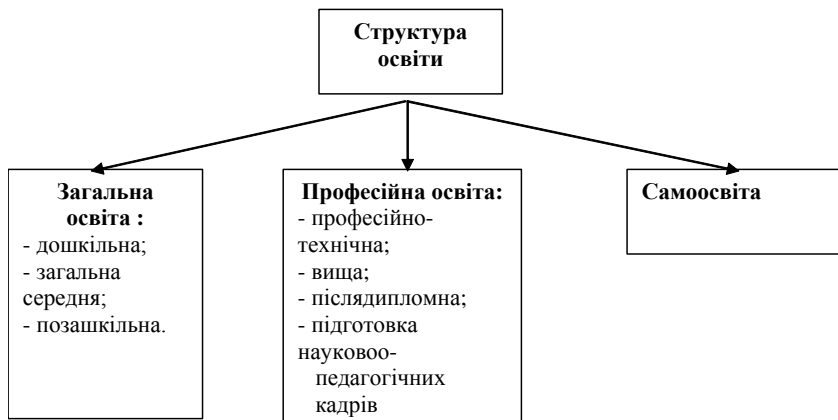 Структура
освіти
Загальна
освіта :
- дошкільна;
- загальна
середня;
- позашкільна.
Професійна освіта:
- професійно-
технічна;
- вища;
- післядипломна;
- підготовка
науковоо-
педагогічних
кадрів
Самоосвіта